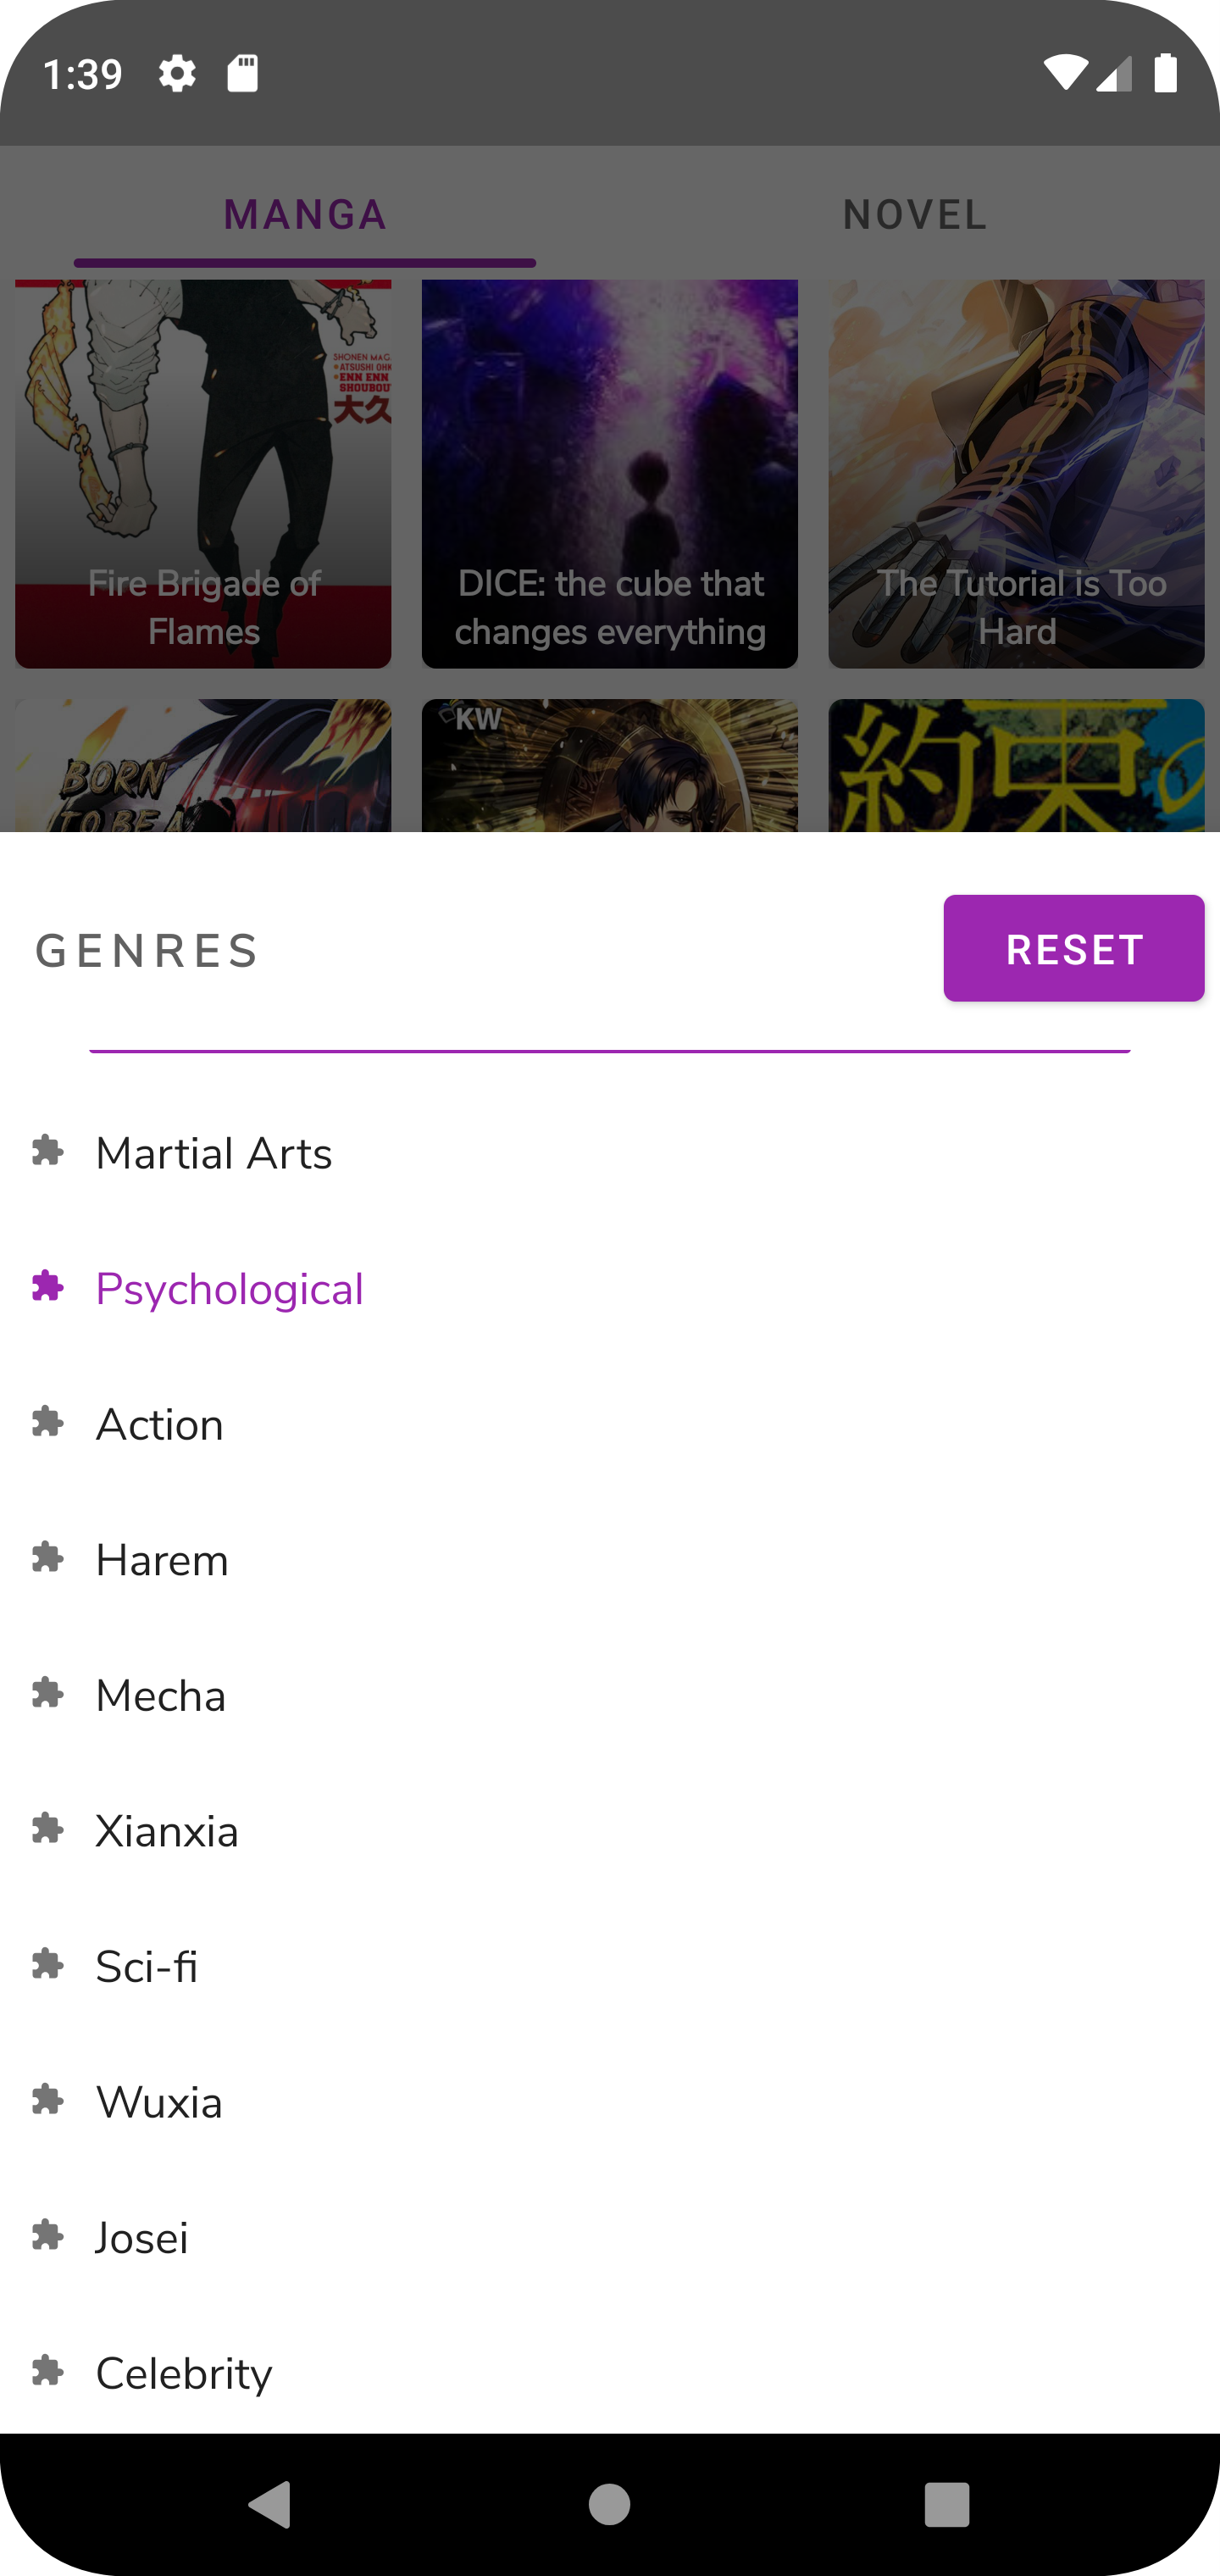 1:39
MANGA
NOVEL
SHONEN MAG
ATSUSHI OHK
ENN ENN
SHOUBOU
大久
Fire Brigade of
Flames
DICE: the cube that
changes everything
The Tutorial is Too
Hard
BORN
TO BE A
KW
約束の
GENRES
RESET
Martial Arts
Psychological
Action
Harem
Mecha
Xianxia
Sci-fi
Wuxia
Josei
Celebrity